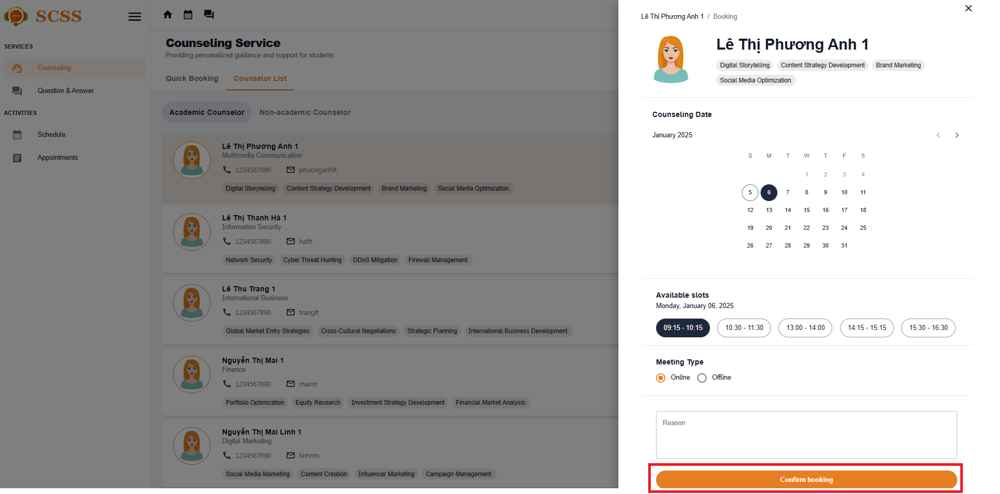 SCSS
SERVICES
Counseling
Question & Answer
ACTIVITIES
Schedule
Appointments
Counseling Service
Providing personalized guidance and support for students.
Quick Booking Counselor List
Academic Counselor Non-academic Counselor
Lê Thị Phương Anh 1
Multimedia Communication
1234567890 phuonganhlt
Digital Storytelling Content Strategy Development Brand Marketing Social Media Optimization.
Lê Thị Thanh Hà 1
Information Security
1234567890 haltt
Network Security Cyber Threat Hunting DDoS Mitigation Firewall Management.
Lê Thu Trang 1
International Business
1234567890 tranglt
Global Market Entry Strategies Cross-Cultural Negotiations Strategic Planning International Business Development.
Nguyễn Thị Mai 1
Finance
1234567890 mainn
Portfolio Optimization Equity Research Investment Strategy Development Financial Market Analysis.
Nguyễn Thị Mai Linh 1
Digital Marketing
1234567890 linhnm
Social Media Marketing Content Creation Influencer Marketing Campaign Management.
Lê Thị Phương Anh 1 / Booking
Lê Thị Phương Anh 1
Digital Storytelling Content Strategy Development Brand Marketing
Social Media Optimization.
Counseling Date
January 2025
S M T W T F S
1 2 3 4
5 6 7 8 9 10 11
12 13 14 15 16 17 18
19 20 21 22 23 24 25
26 27 28 29 30 31
Available slots
Monday, January 06, 2025
09:15 - 10:15 10:30 - 11:30 13:00 - 14:00 14:15 - 15:15 15:30 - 16:30
Meeting Type
Online Offline
Reason
Confirm booking